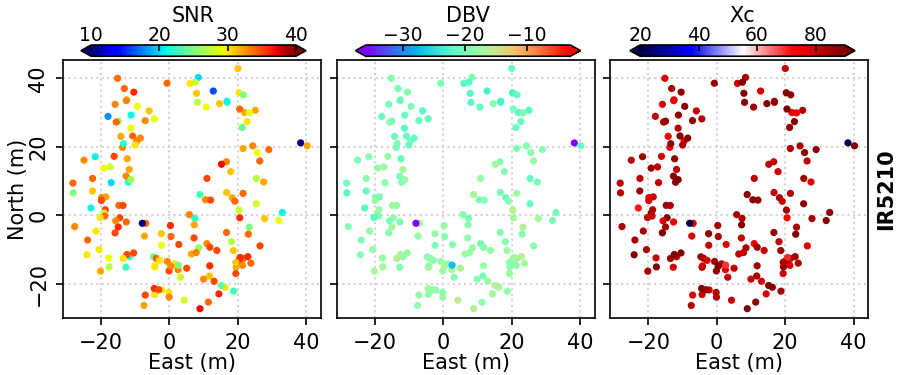 SNR DBV Xc
10 20 30 40 −30 −20 −10 20 40 60 80
40
20
0
−20
North (m)
IR5210
−20 0 20 40 −20 0 20 40 −20 0 20 40
East (m) East (m) East (m)